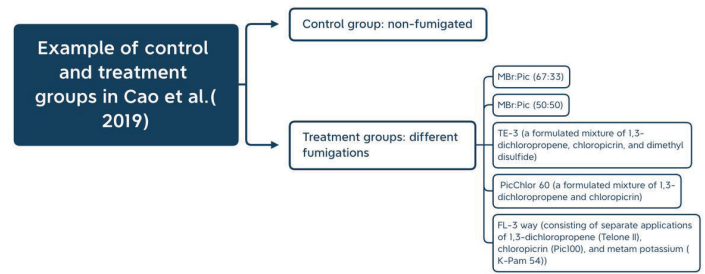 Example of control
and treatment
groups in Cao et al.(
2019)
Control group: non-fumigated
Treatment groups: different
fumigations
MBr:Pic (67:33)
MBr:Pic (50:50)
TE-3 (a formulated mixture of 1,3-
dichloropropene, chloropicrin, and dimethyl
disulfide)
PicChlor 60 (a formulated mixture of 1,3-
dichloropropene and chloropicrin)
FL-3 way (consisting of separate applications
of 1,3-dichloropropene (Telone II),
chloropicrin (Pic100), and metam potassium (
K-Pam 54))